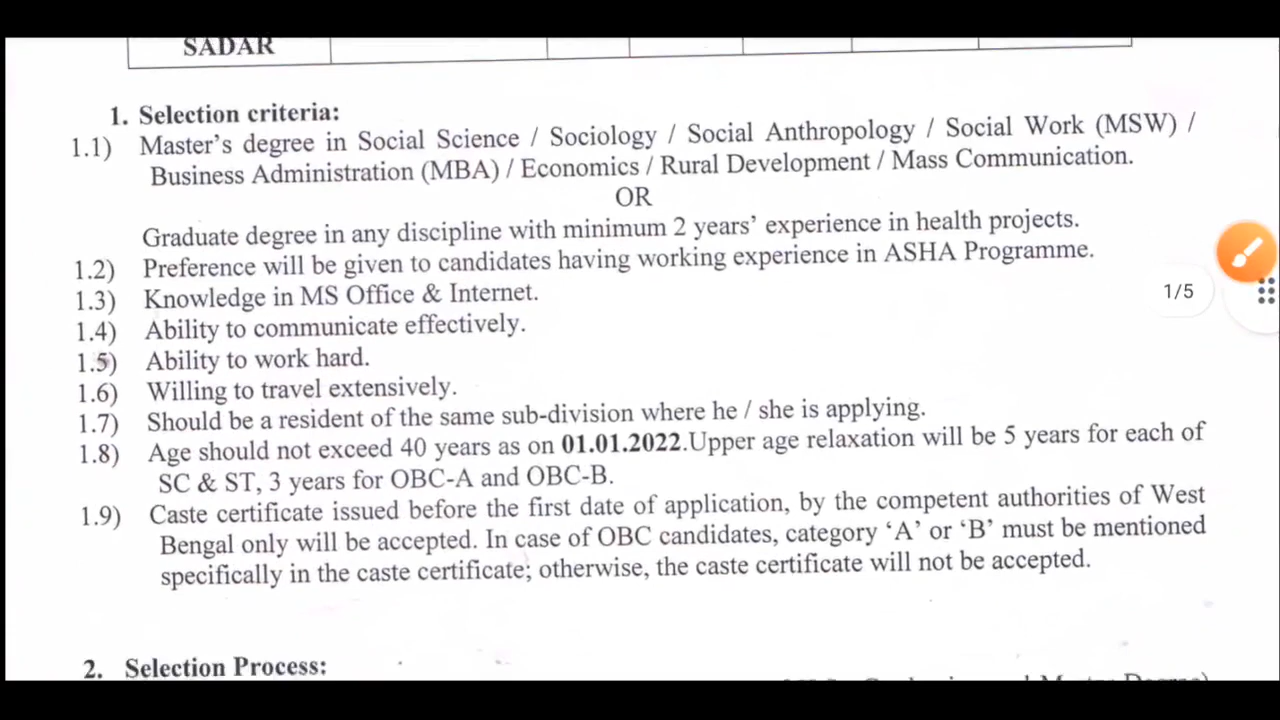 SADAR
1. Selection criteria:
1.1) Master's degree in Social Science / Sociology / Social Anthropology / Social Work (MSW) /
Business Administration (MBA) / Economics / Rural Development / Mass Communication.
OR
Graduate degree in any discipline with minimum 2 years' experience in health projects.
1.2) Preference will be given to candidates having working experience in ASHA Programme.
1.3) Knowledge in MS Office & Internet.
1/5
1.4) Ability to communicate effectively.
1.5) Ability to work hard.
1.6) Willing to travel extensively.
1.7) Should be a resident of the same sub-division where he / she is applying.
1.8) Age should not exceed 40 years as on 01.01.2022.Upper age relaxation will be 5 years for each of
SC & ST, 3 years for OBC-A and OBC-B.
1.9) Caste certificate issued before the first date of application, by the competent authorities of West
Bengal only will be accepted. In case of OBC candidates, category 'A' or 'B' must be mentioned
specifically in the caste certificate; otherwise, the caste certificate will not be accepted.
2. Selection Process: